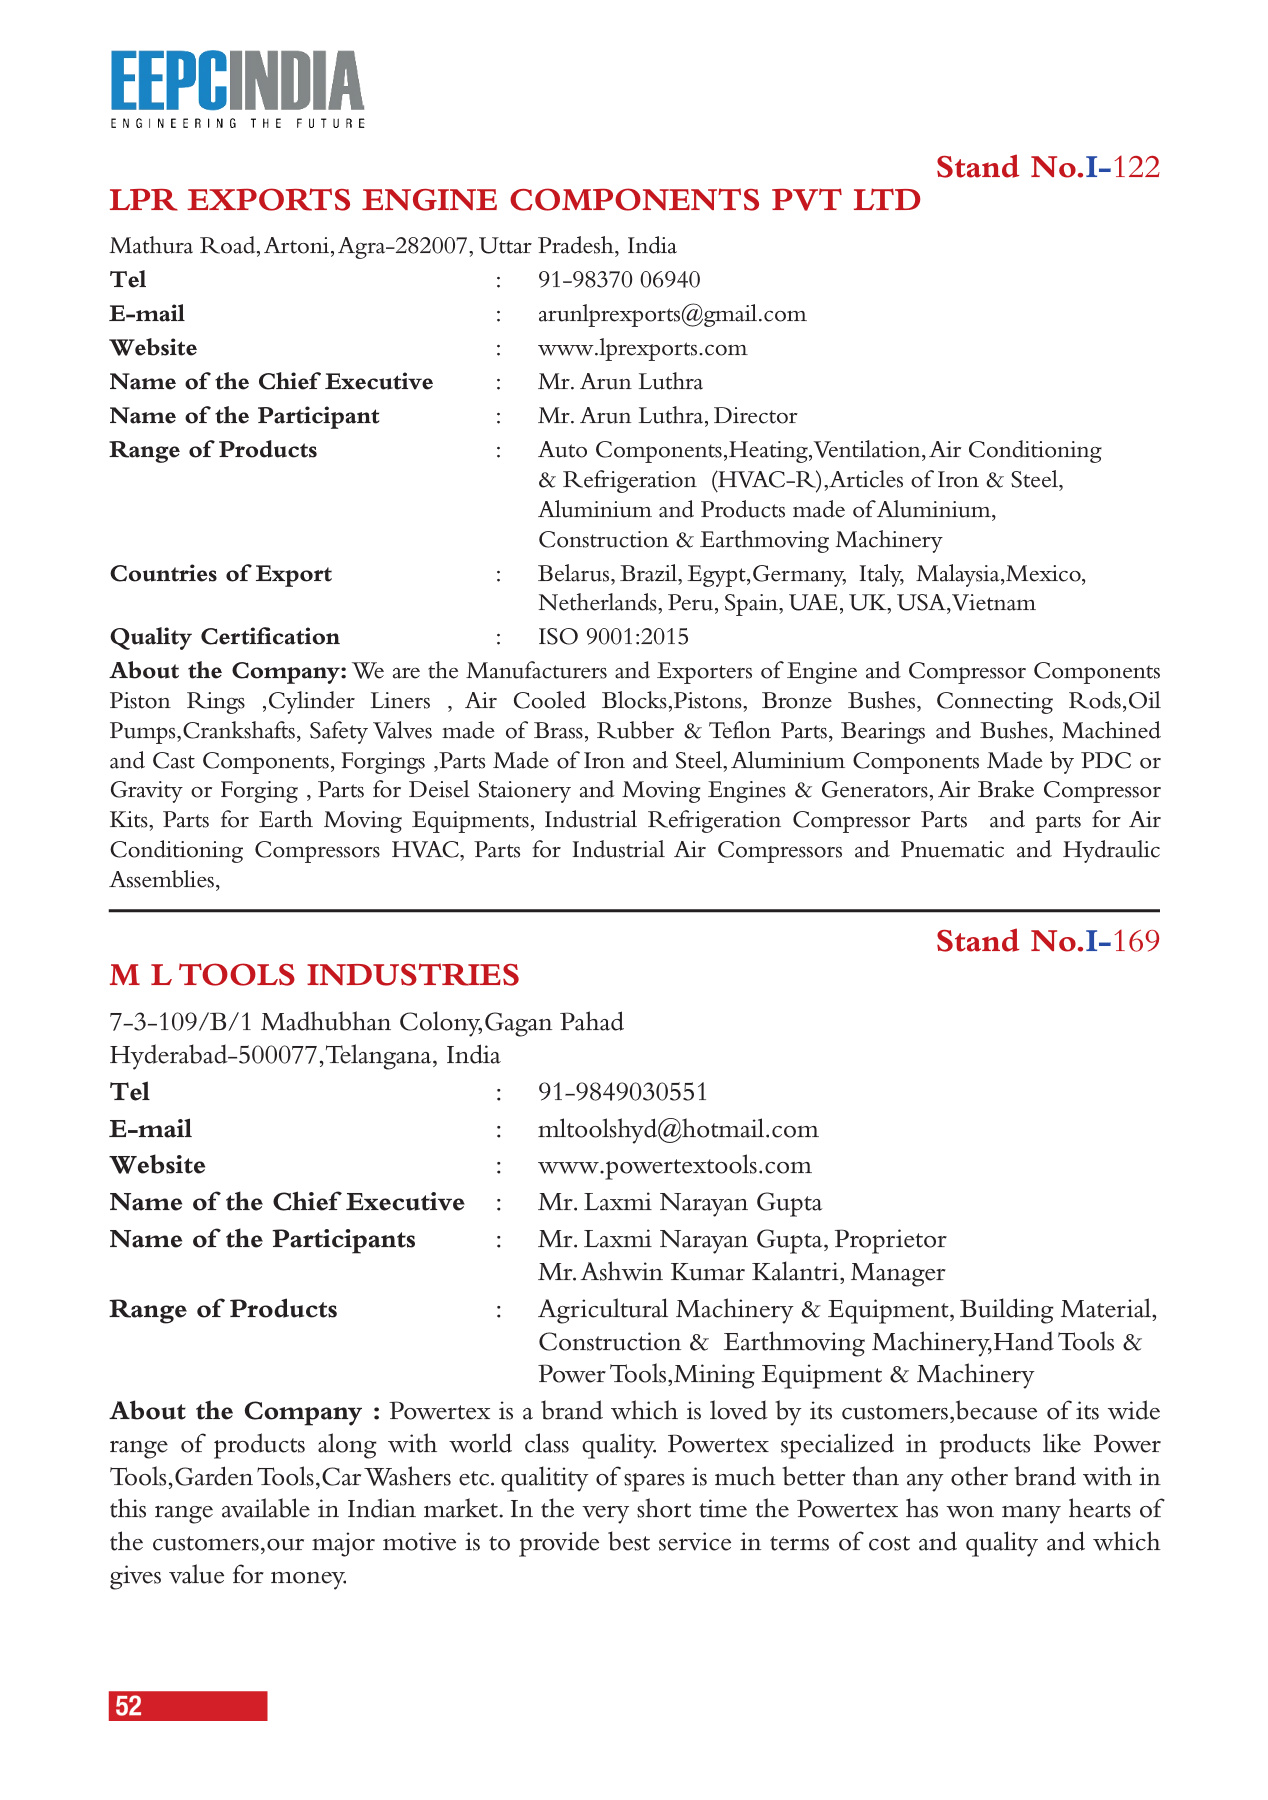 EEPCINDIA
ENGINEERING THE FUTURE
Stand No.I-122
LPR EXPORTS ENGINE COMPONENTS PVT LTD
Mathura Road, Artoni, Agra-282007, Uttar Pradesh, India
Tel : 91-98370 06940
E-mail : arunlprexports@gmail.com
Website : www.lprexports.com
Name of the Chief Executive : Mr. Arun Luthra
Name of the Participant : Mr. Arun Luthra, Director
Range of Products : Auto Components,Heating,Ventilation, Air Conditioning
& Refrigeration (HVAC-R),Articles of Iron & Steel,
Aluminium and Products made of Aluminium,
Construction & Earthmoving Machinery
Countries of Export : Belarus, Brazil, Egypt,Germany, Italy, Malaysia,Mexico,
Netherlands, Peru, Spain, UAE, UK, USA,Vietnam
Quality Certification : ISO 9001:2015
About the Company: We are the Manufacturers and Exporters of Engine and Compressor Components
Piston Rings ,Cylinder Liners , Air Cooled Blocks,Pistons, Bronze Bushes, Connecting Rods,Oil
Pumps,Crankshafts, Safety Valves made of Brass, Rubber & Teflon Parts, Bearings and Bushes, Machined
and Cast Components, Forgings ,Parts Made of Iron and Steel, Aluminium Components Made by PDC or
Gravity or Forging , Parts for Deisel Staionery and Moving Engines & Generators, Air Brake Compressor
Kits, Parts for Earth Moving Equipments, Industrial Refrigeration Compressor Parts and parts for Air
Conditioning Compressors HVAC, Parts for Industrial Air Compressors and Pnuematic and Hydraulic
Assemblies,
Stand No.I-169
M L TOOLS INDUSTRIES
7-3-109/B/1 Madhubhan Colony,Gagan Pahad
Hyderabad-500077,Telangana, India
Tel : 91-9849030551
E-mail : mltoolshyd@hotmail.com
Website : www.powertextools.com
Name of the Chief Executive : Mr. Laxmi Narayan Gupta
Name of the Participants : Mr. Laxmi Narayan Gupta, Proprietor
Mr. Ashwin Kumar Kalantri, Manager
Range of Products : Agricultural Machinery & Equipment, Building Material,
Construction & Earthmoving Machinery,Hand Tools &
Power Tools,Mining Equipment & Machinery
About the Company : Powertex is a brand which is loved by its customers,because of its wide
range of products along with world class quality. Powertex specialized in products like Power
Tools,Garden Tools,Car Washers etc. qualitity of spares is much better than any other brand with in
this range available in Indian market. In the very short time the Powertex has won many hearts of
the customers,our major motive is to provide best service in terms of cost and quality and which
gives value for money.
52